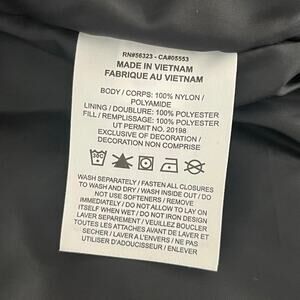 RN#56323 - CA#05553
MADE IN VIETNAM
FABRIQUE AU VIETNAM
BODY / CORPS: 100% NYLON /
POLYAMIDE
LINING / DOUBLURE: 100% POLYESTER
FILL / REMPLISSAGE: 100% POLYESTER
UT PERMIT NO. 20198
EXCLUSIVE OF DECORATION /
DECORATION NON COMPRISE
30C
WASH SEPARATELY / FASTEN ALL CLOSURES
TO WASH AND DRY / WASH INSIDE OUT / DO
NOT USE SOFTENERS / REMOVE
IMMEDIATELY / DO NOT ALLOW TO LAY ON
ITSELF WHEN WET / DO NOT IRON DESIGN
LAVER SEPAREMENT / VEUILLEZ BOUCLER
TOUTES LES ATTACHES AVANT DE LAVER ET
SECHER / LAVER A L'ENVERS / NE PAS
UTILISER D'ADOUCISSEUR / ENLEVER